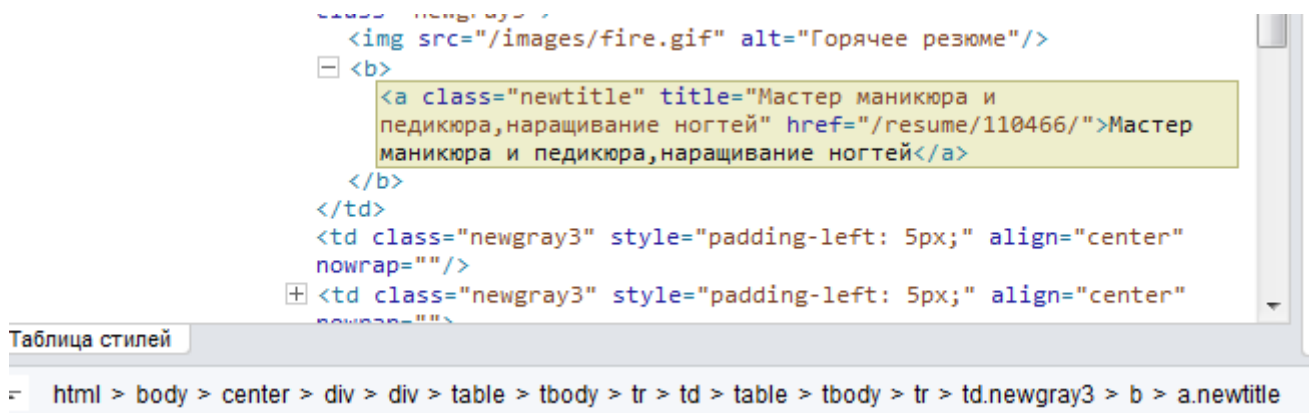 <img src="/images/fire.gif" alt="Горячее резюме"/>
<b>
<a class="newtitle" title="Мастер маникюра и
педикюра,наращивание ногтей" href="/resume/110466/">Мастер
маникюра и педикюра,наращивание ногтей</a>
</b>
</td>
<td class="newgray3" style="padding-left: 5px;" align="center"
nowrap=""/>
<td class="newgray3" style="padding-left: 5px;" align="center"
nowrap="">
Таблица стилей
html > body > center > div > div > table > tbody > tr > td > table > tbody > tr > td.newgray3 > b > a.newtitle